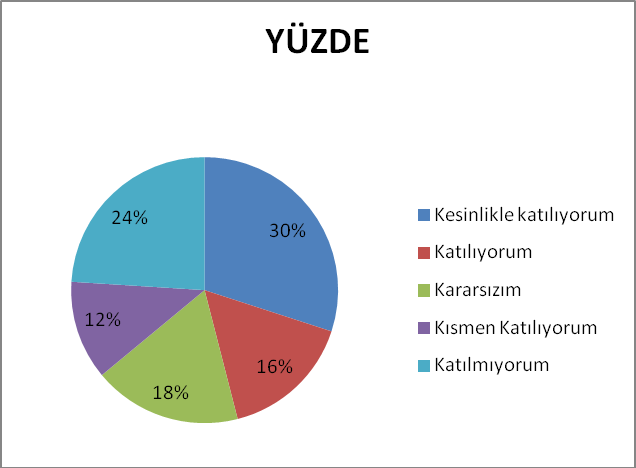 YÜZDE
24%
30%
12%
16%
18%
Kesinlikle katılıyorum
Katılıyorum
Kararsızım
Kısmen Katılıyorum
Katılmıyorum